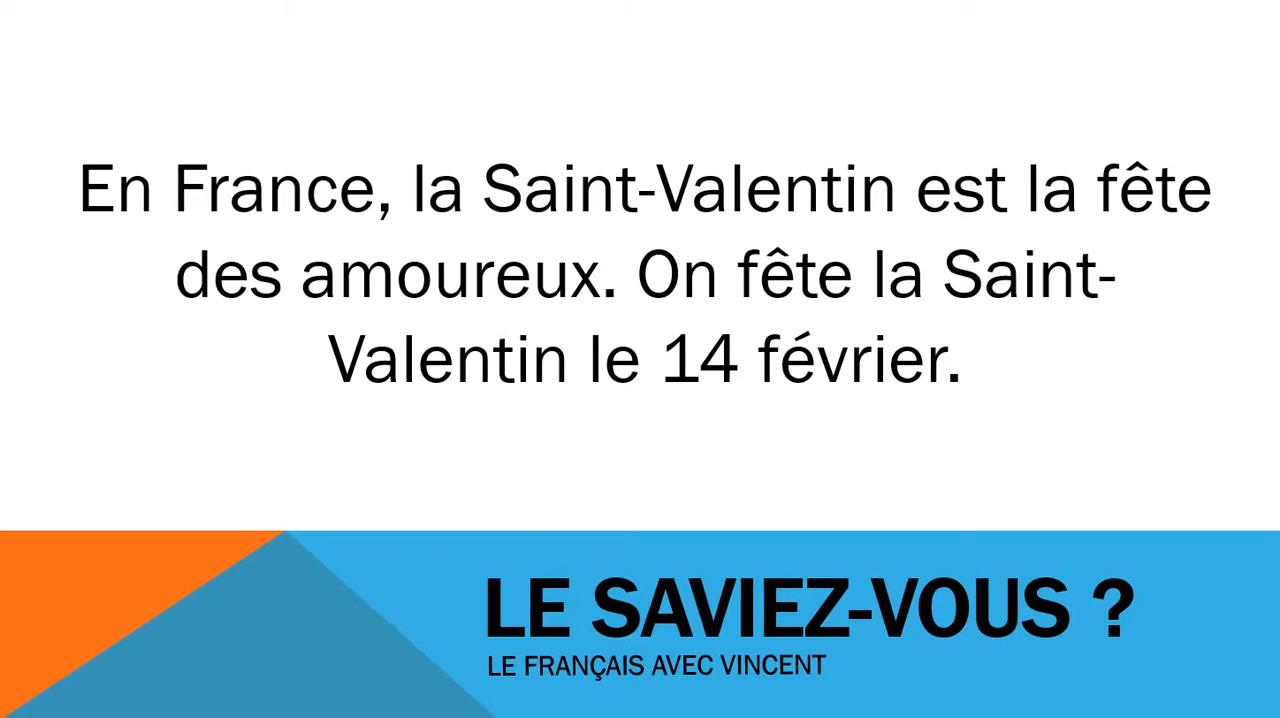 En France, la Saint-Valentin est la fête
des amoureux. On fête la Saint-
Valentin le 14 février.
LE SAVIEZ-VOUS ?
LE FRANÇAIS AVEC VINCENT